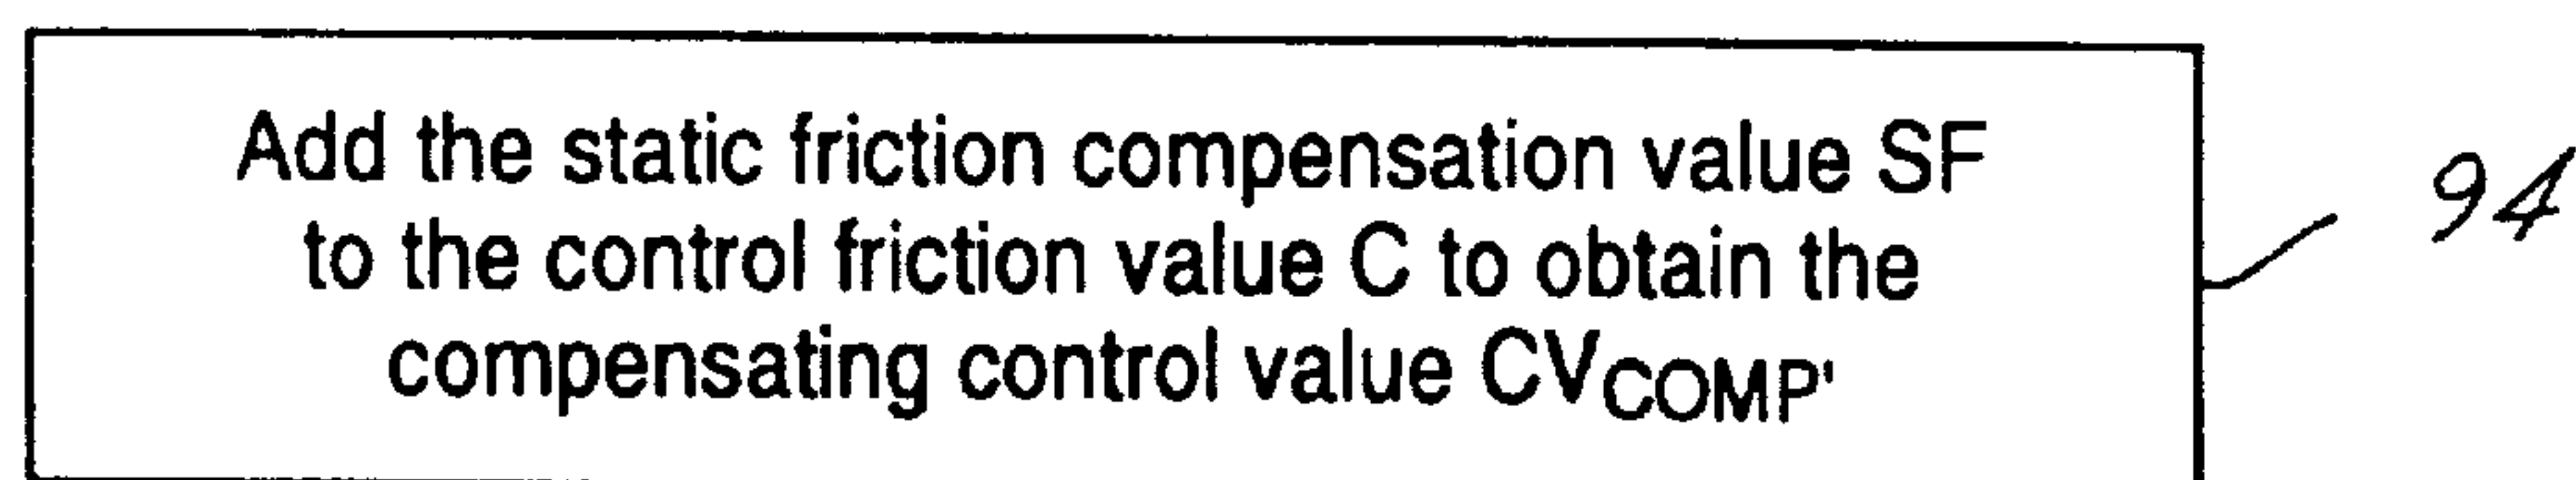 Add the static friction compensation value SF
to the control friction value C to obtain the
compensating control value CVCOMP'
94